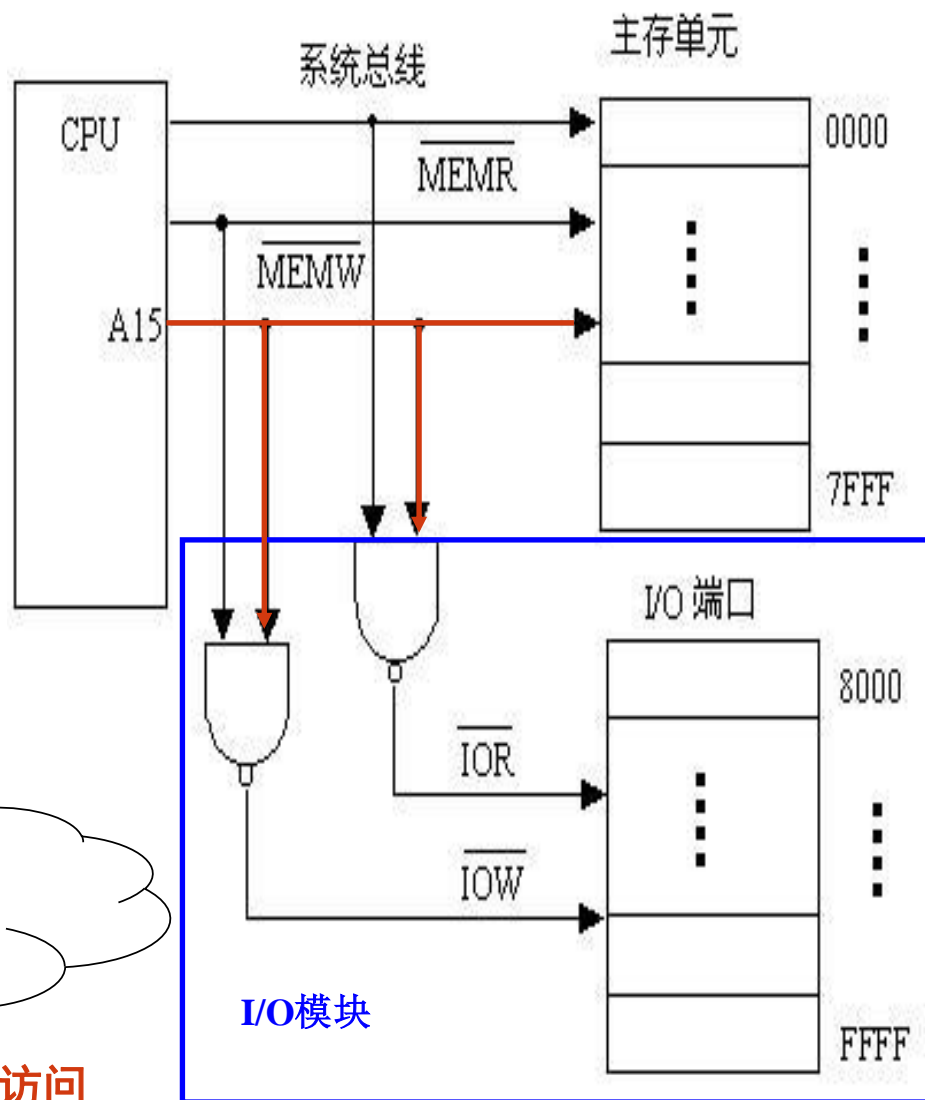 主存单元
系统总线
CPU
0000
MEMR
MEMW
A15
7FFF
I/O 端口
8000
IOR
IOW
I/O模块
FFFF
访问